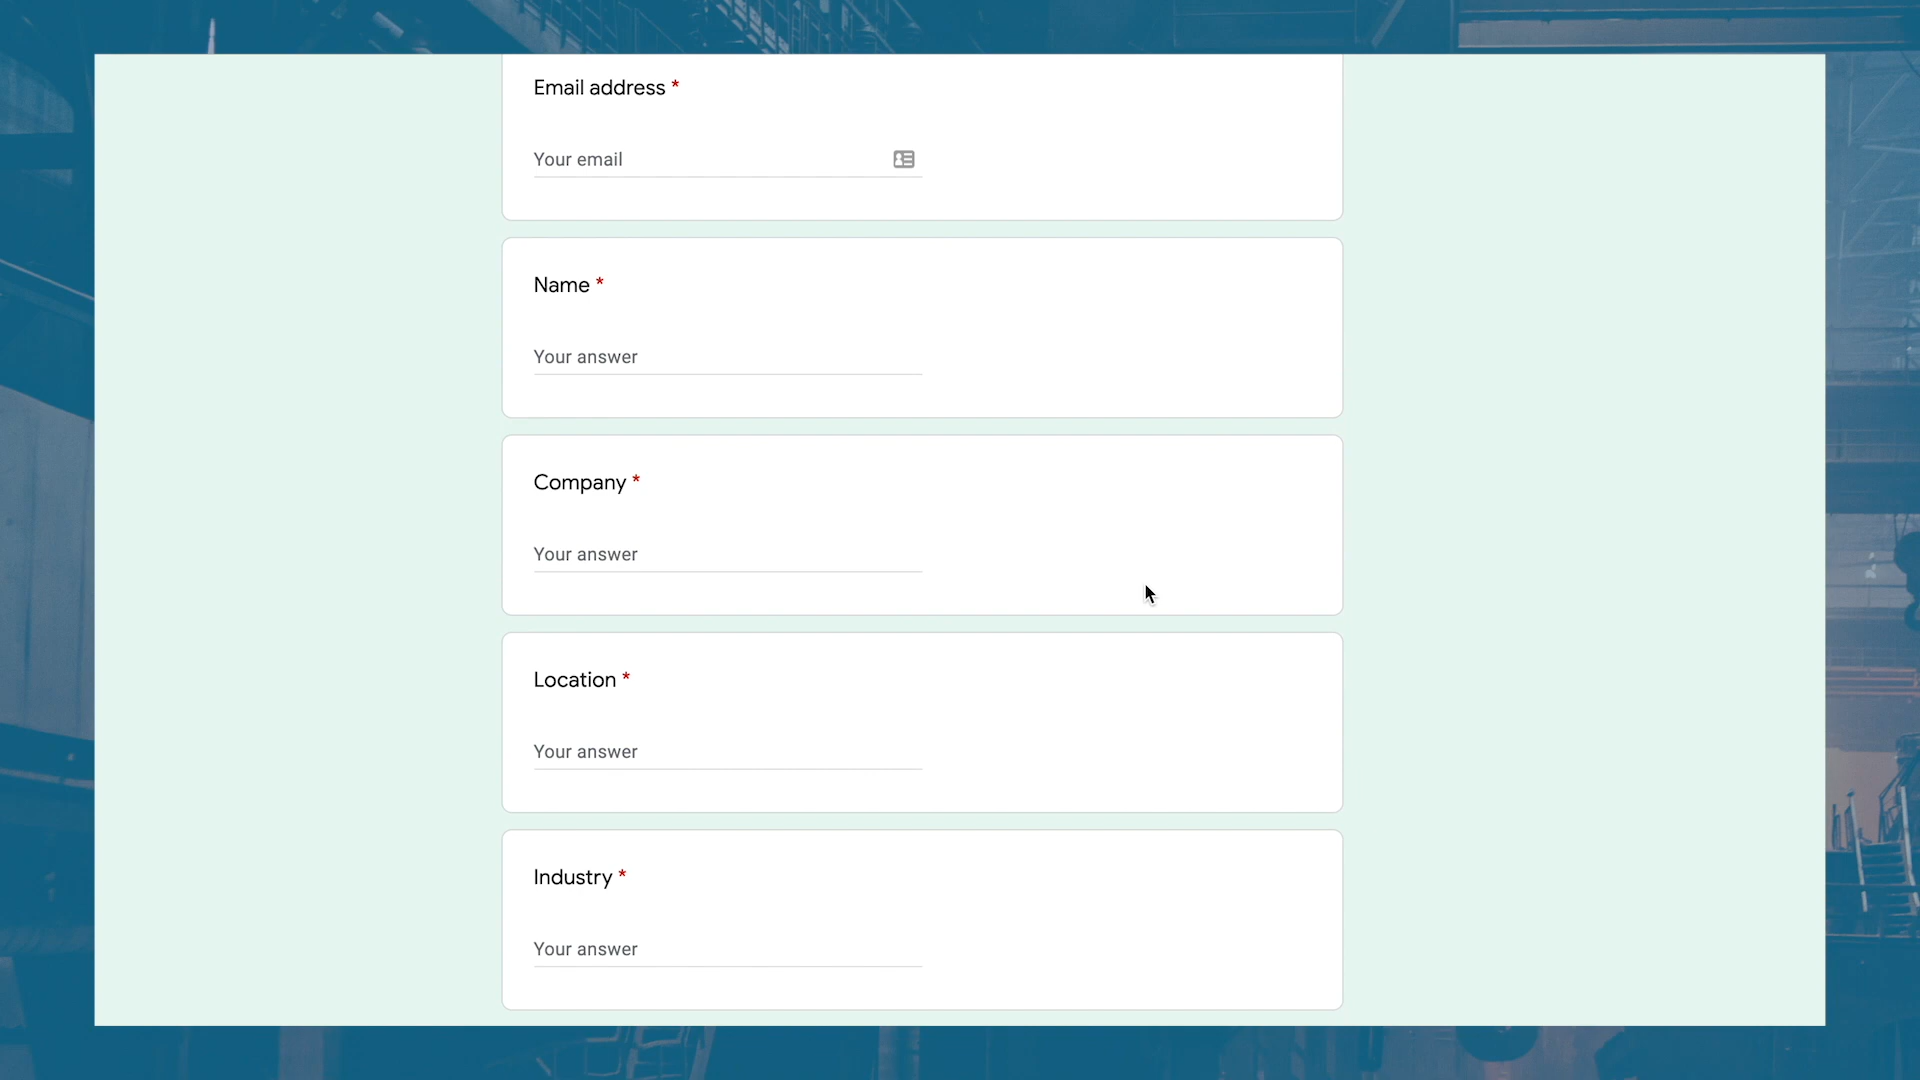 Email address *
Your email
Name *
Your answer
Company *
Your answer
Location *
Your answer
Industry *
Your answer